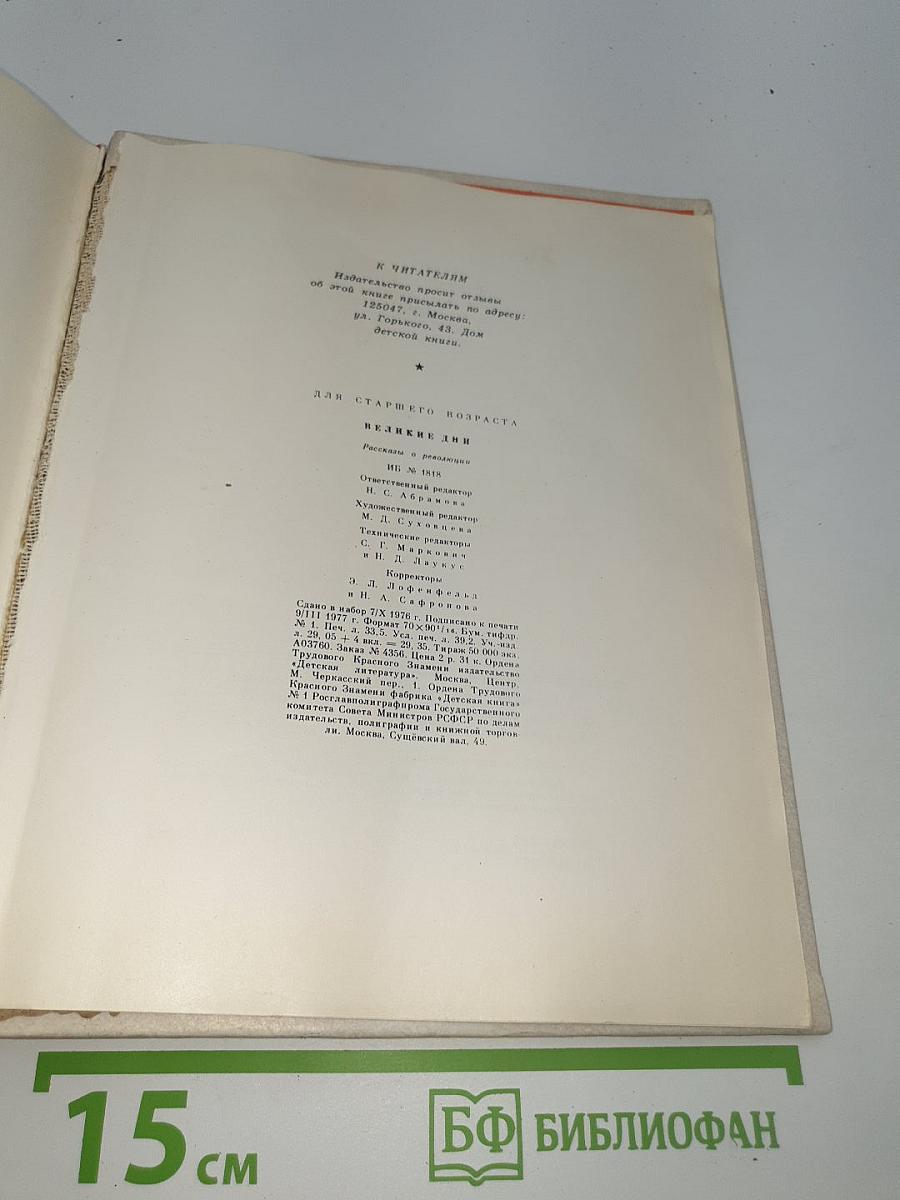 К ЧИТАТЕЛЯМ
Издательство просит отзывы
об этой книге присылать по адресу:
125047, г. Москва,
ул. Горького, 43. Дом
детской книги.
★
ДЛЯ СТАРШЕГО ВОЗРАСТА
ВЕЛИКИЕ ДНИ
Рассказы о революции
ИБ № 1818
Ответственный редактор
Н. С. Абрамова
Художественный редактор
М. Д. Суховцева
Технические редакторы
С. Г. Маркович
и Н. Д. Лаукус
Корректоры
Э. Л. Лофенфельд
и Н. А. Сафронова
Сдано в набор 7/X 1976 г. Подписано к печати
9/III 1977 г. Формат 70×90¹/₁₆. Бум. тифдр.
№ 1. Печ. л. 33,5. Усл. печ. л. 39,2. Уч.-изд.
л. 29, 05 + 4 вкл. = 29, 35. Тираж 50 000 экз.
А03760. Заказ № 4356. Цена 2 р. 31 к. Ордена
Трудового Красного Знамени издательство
«Детская литература». Москва, Центр,
М. Черкасский пер., 1. Ордена Трудового
Красного Знамени фабрика «Детская книга»
№ 1 Росглавполиграфпрома Государственного
комитета Совета Министров РСФСР по делам
издательств, полиграфии и книжной торгов-
ли. Москва, Сущёвский вал, 49.
15 см
БФ БИБЛИОФАН